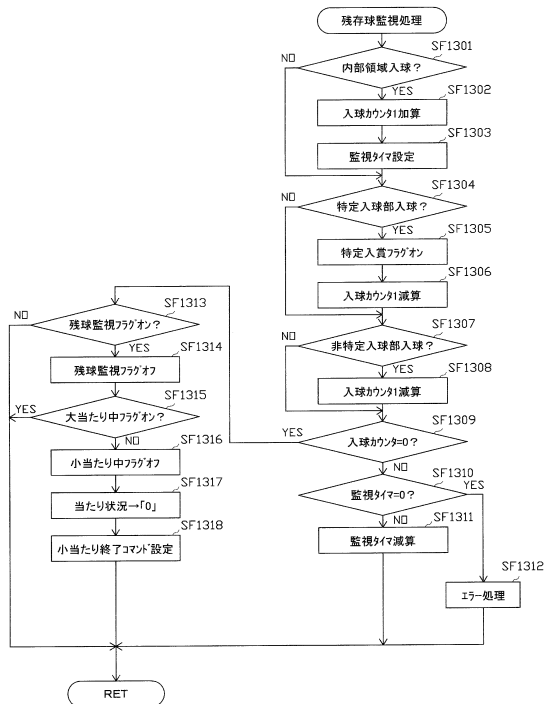 残存球監視処理
SF1301
NO
内部領域入球？
YES
SF1302
入球カウンタ1加算
SF1303
監視タイマ設定
SF1304
NO
特定入球部入球？
YES
SF1305
特定入賞フラグオン
SF1306
入球カウンタ1減算
SF1307
NO
非特定入球部入球？
YES
SF1308
入球カウンタ1減算
SF1309
YES
入球カウンタ=0？
NO
SF1310
YES
監視タイマ=0？
NO
SF1311
監視タイマ減算
SF1312
エラー処理
SF1313
NO
残球監視フラグオン？
YES
SF1314
残球監視フラグオフ
SF1315
YES
大当たり中フラグオン？
NO
SF1316
小当たり中フラグオフ
SF1317
当たり状況→「0」
SF1318
小当たり終了コマンド設定
RET